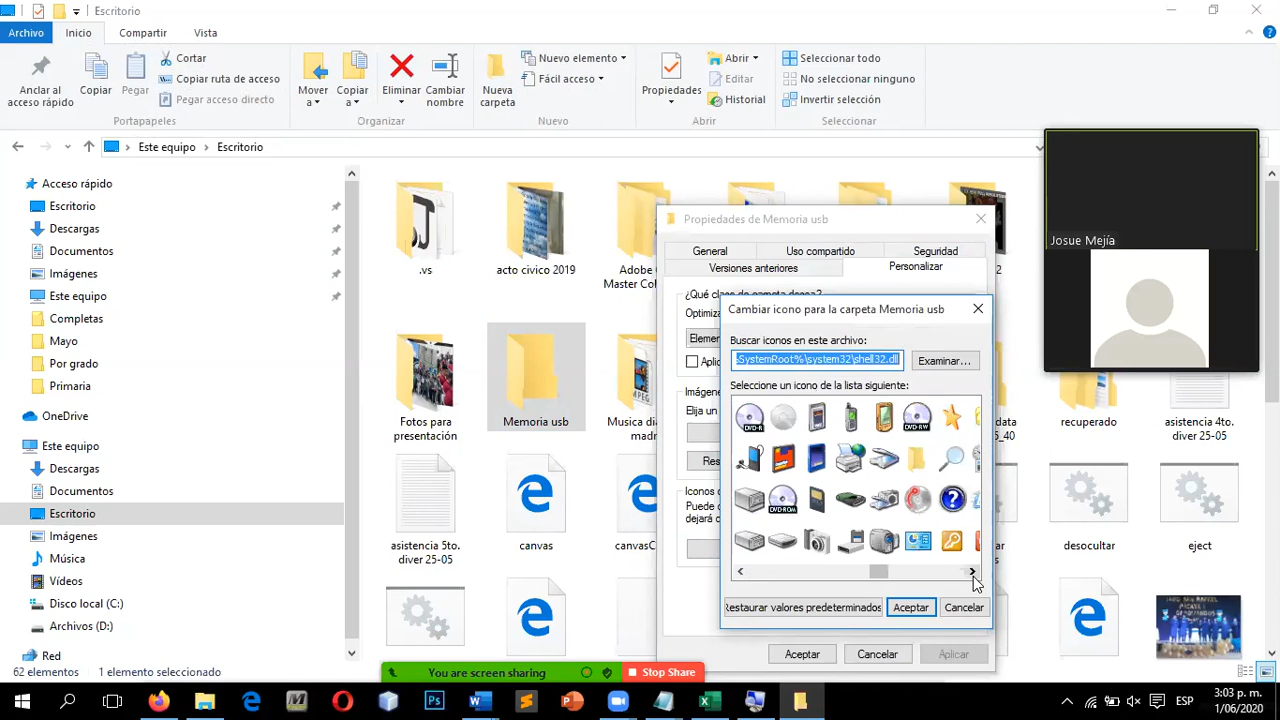 Escritorio
Archivo
Inicio
Compartir
Vista
Anclar al
acceso rápido
Copiar
Pegar
Cortar
Copiar ruta de acceso
Pegar acceso directo
Portapapeles
Mover
a
Copiar
a
Eliminar
Cambiar
nombre
Organizar
Nueva
carpeta
Nuevo elemento
Fácil acceso
Nuevo
Propiedades
Abrir
Editar
Historial
Abrir
Seleccionar todo
No seleccionar ninguno
Invertir selección
Seleccionar
Este equipo
Escritorio
Acceso rápido
Escritorio
Descargas
Documentos
Imágenes
Este equipo
Completas
Mayo
Por grado
Primaria
OneDrive
Este equipo
Descargas
Documentos
Escritorio
Imágenes
Música
Vídeos
Disco local (C:)
Archivos (D:)
Red
.vs
acto civico 2019
Adobe
Master Col
Fotos para
presentación
Memoria usb
Musica dia
madr
data
recuperado
asistencia 4to.
diver 25-05
asistencia 5to.
diver 25-05
canvas
canvasC
desocultar
eject
Propiedades de Memoria usb
General
Uso compartido
Seguridad
Versiones anteriores
Personalizar
¿Qué clase de carpeta desea?
Optimiza
Elemen
Aplic
Imágene
Elija un
Res
Iconos d
Puede c
dejará d
Aceptar
Cancelar
Aplicar
Cambiar icono para la carpeta Memoria usb
Buscar iconos en este archivo:
SystemRoot%\system32\shell32.dll
Examinar...
Seleccione un icono de la lista siguiente:
DVD-R
DVD-RW
DVD-ROM
Restaurar valores predeterminados
Aceptar
Cancelar
Josue Mejía
62 elementos
1 elemento seleccionado
You are screen sharing
Stop Share
ESP
3:03 p. m.
1/06/2020